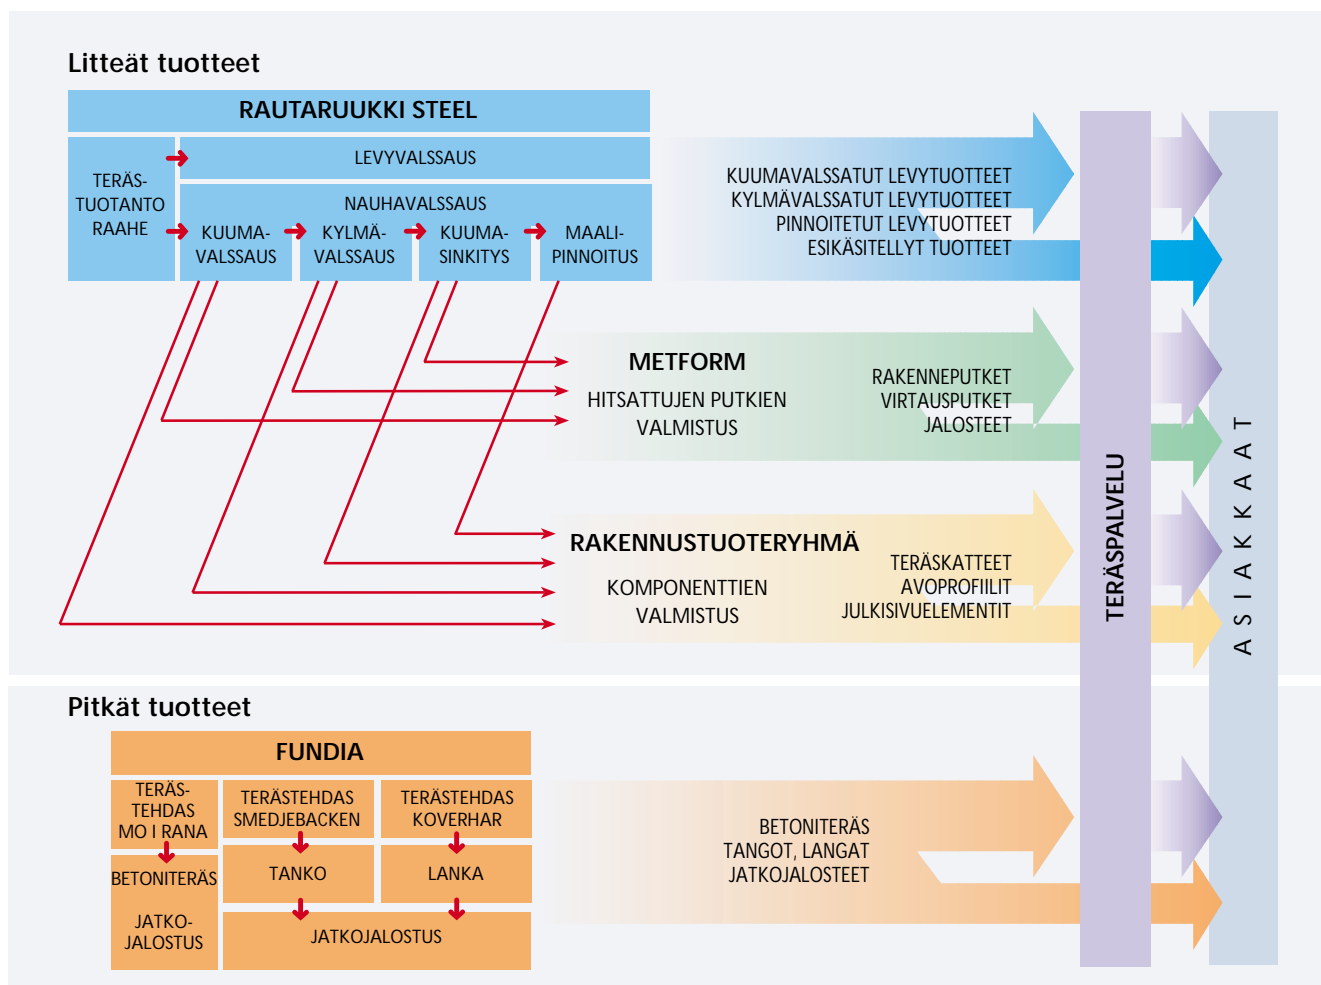 Litteät tuotteet
RAUTARUUKKI STEEL
TERÄS-
TUOTANTO
RAAHE
LEVYVALSSAUS
NAUHAVALSSAUS
KUUMA-
VALSSAUS
KYLMÄ-
VALSSAUS
KUUMA-
SINKITYS
MAALI-
PINNOITUS
KUUMAVALSSATUT LEVYTUOTTEET
KYLMÄVALSSATUT LEVYTUOTTEET
PINNOITETUT LEVYTUOTTEET
ESIKÄSITELLYT TUOTTEET
METFORM
HITSATTUJEN PUTKIEN
VALMISTUS
RAKENNEPUTKET
VIRTAUSPUTKET
JALOSTEET
RAKENNUSTUOTERYHMÄ
KOMPONENTTIEN
VALMISTUS
TERÄSKATTEET
AVOPROFIILIT
JULKISIVUELEMENTIT
TERÄSPALVELU
ASIAKKAAT
Pitkät tuotteet
FUNDIA
TERÄS-
TEHDAS
MO I RANA
BETONITERÄS
JATKO-
JALOSTUS
TERÄSTEHDAS
SMEDJEBACKEN
TANKO
TERÄSTEHDAS
KOVERHAR
LANKA
JATKOJALOSTUS
BETONITERÄS
TANGOT, LANGAT
JATKOJALOSTEET